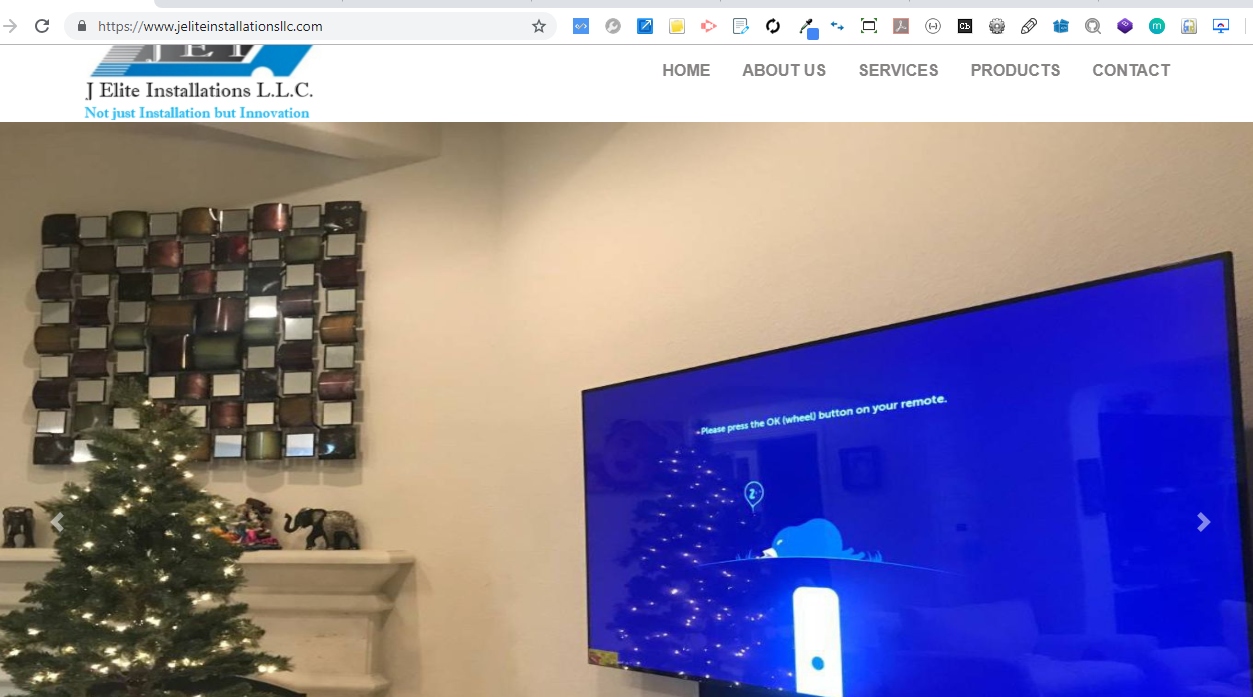 https://www.jeliteinstallationsllc.com
JEI
J Elite Installations L.L.C.
Not just Installation but Innovation
HOME
ABOUT US
SERVICES
PRODUCTS
CONTACT
Please press the OK (wheel) button on your remote.